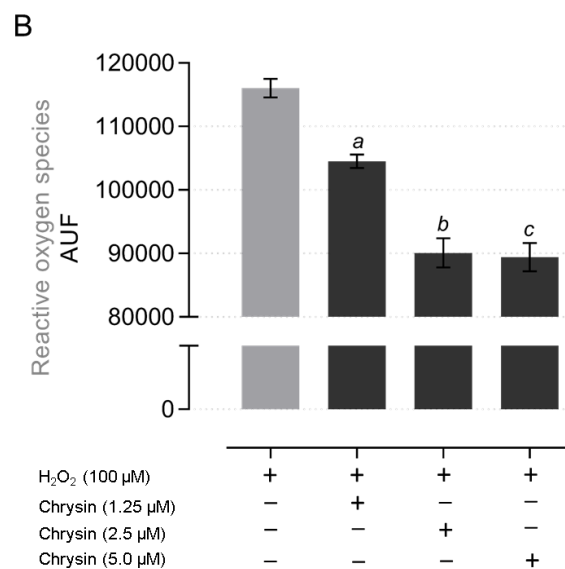 B
Reactive oxygen species
AUF
120000
110000
100000
90000
80000
0
a
b
c
H₂O₂ (100 µM) + + + +
Chrysin (1.25 µM) – + – –
Chrysin (2.5 µM) – – + –
Chrysin (5.0 µM) – – – +